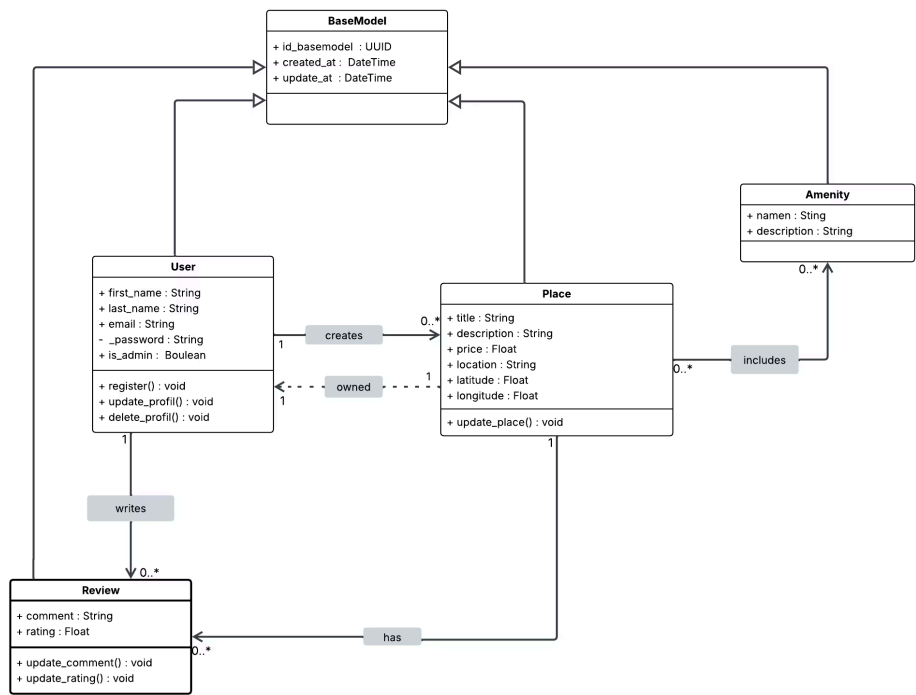 BaseModel
+ id_basemodel : UUID
+ created_at : DateTime
+ update_at : DateTime
Amenity
+ namen : Sting
+ description : String
0..*
User
+ first_name : String
+ last_name : String
+ email : String
- _password : String
+ is_admin : Boulean
+ register() : void
+ update_profil() : void
+ delete_profil() : void
1
creates
0..*
1
owned
1
Place
+ title : String
+ description : String
+ price : Float
+ location : String
+ latitude : Float
+ longitude : Float
+ update_place() : void
0..*
includes
1
1
writes
0..*
Review
+ comment : String
+ rating : Float
+ update_comment() : void
+ update_rating() : void
0..*
has